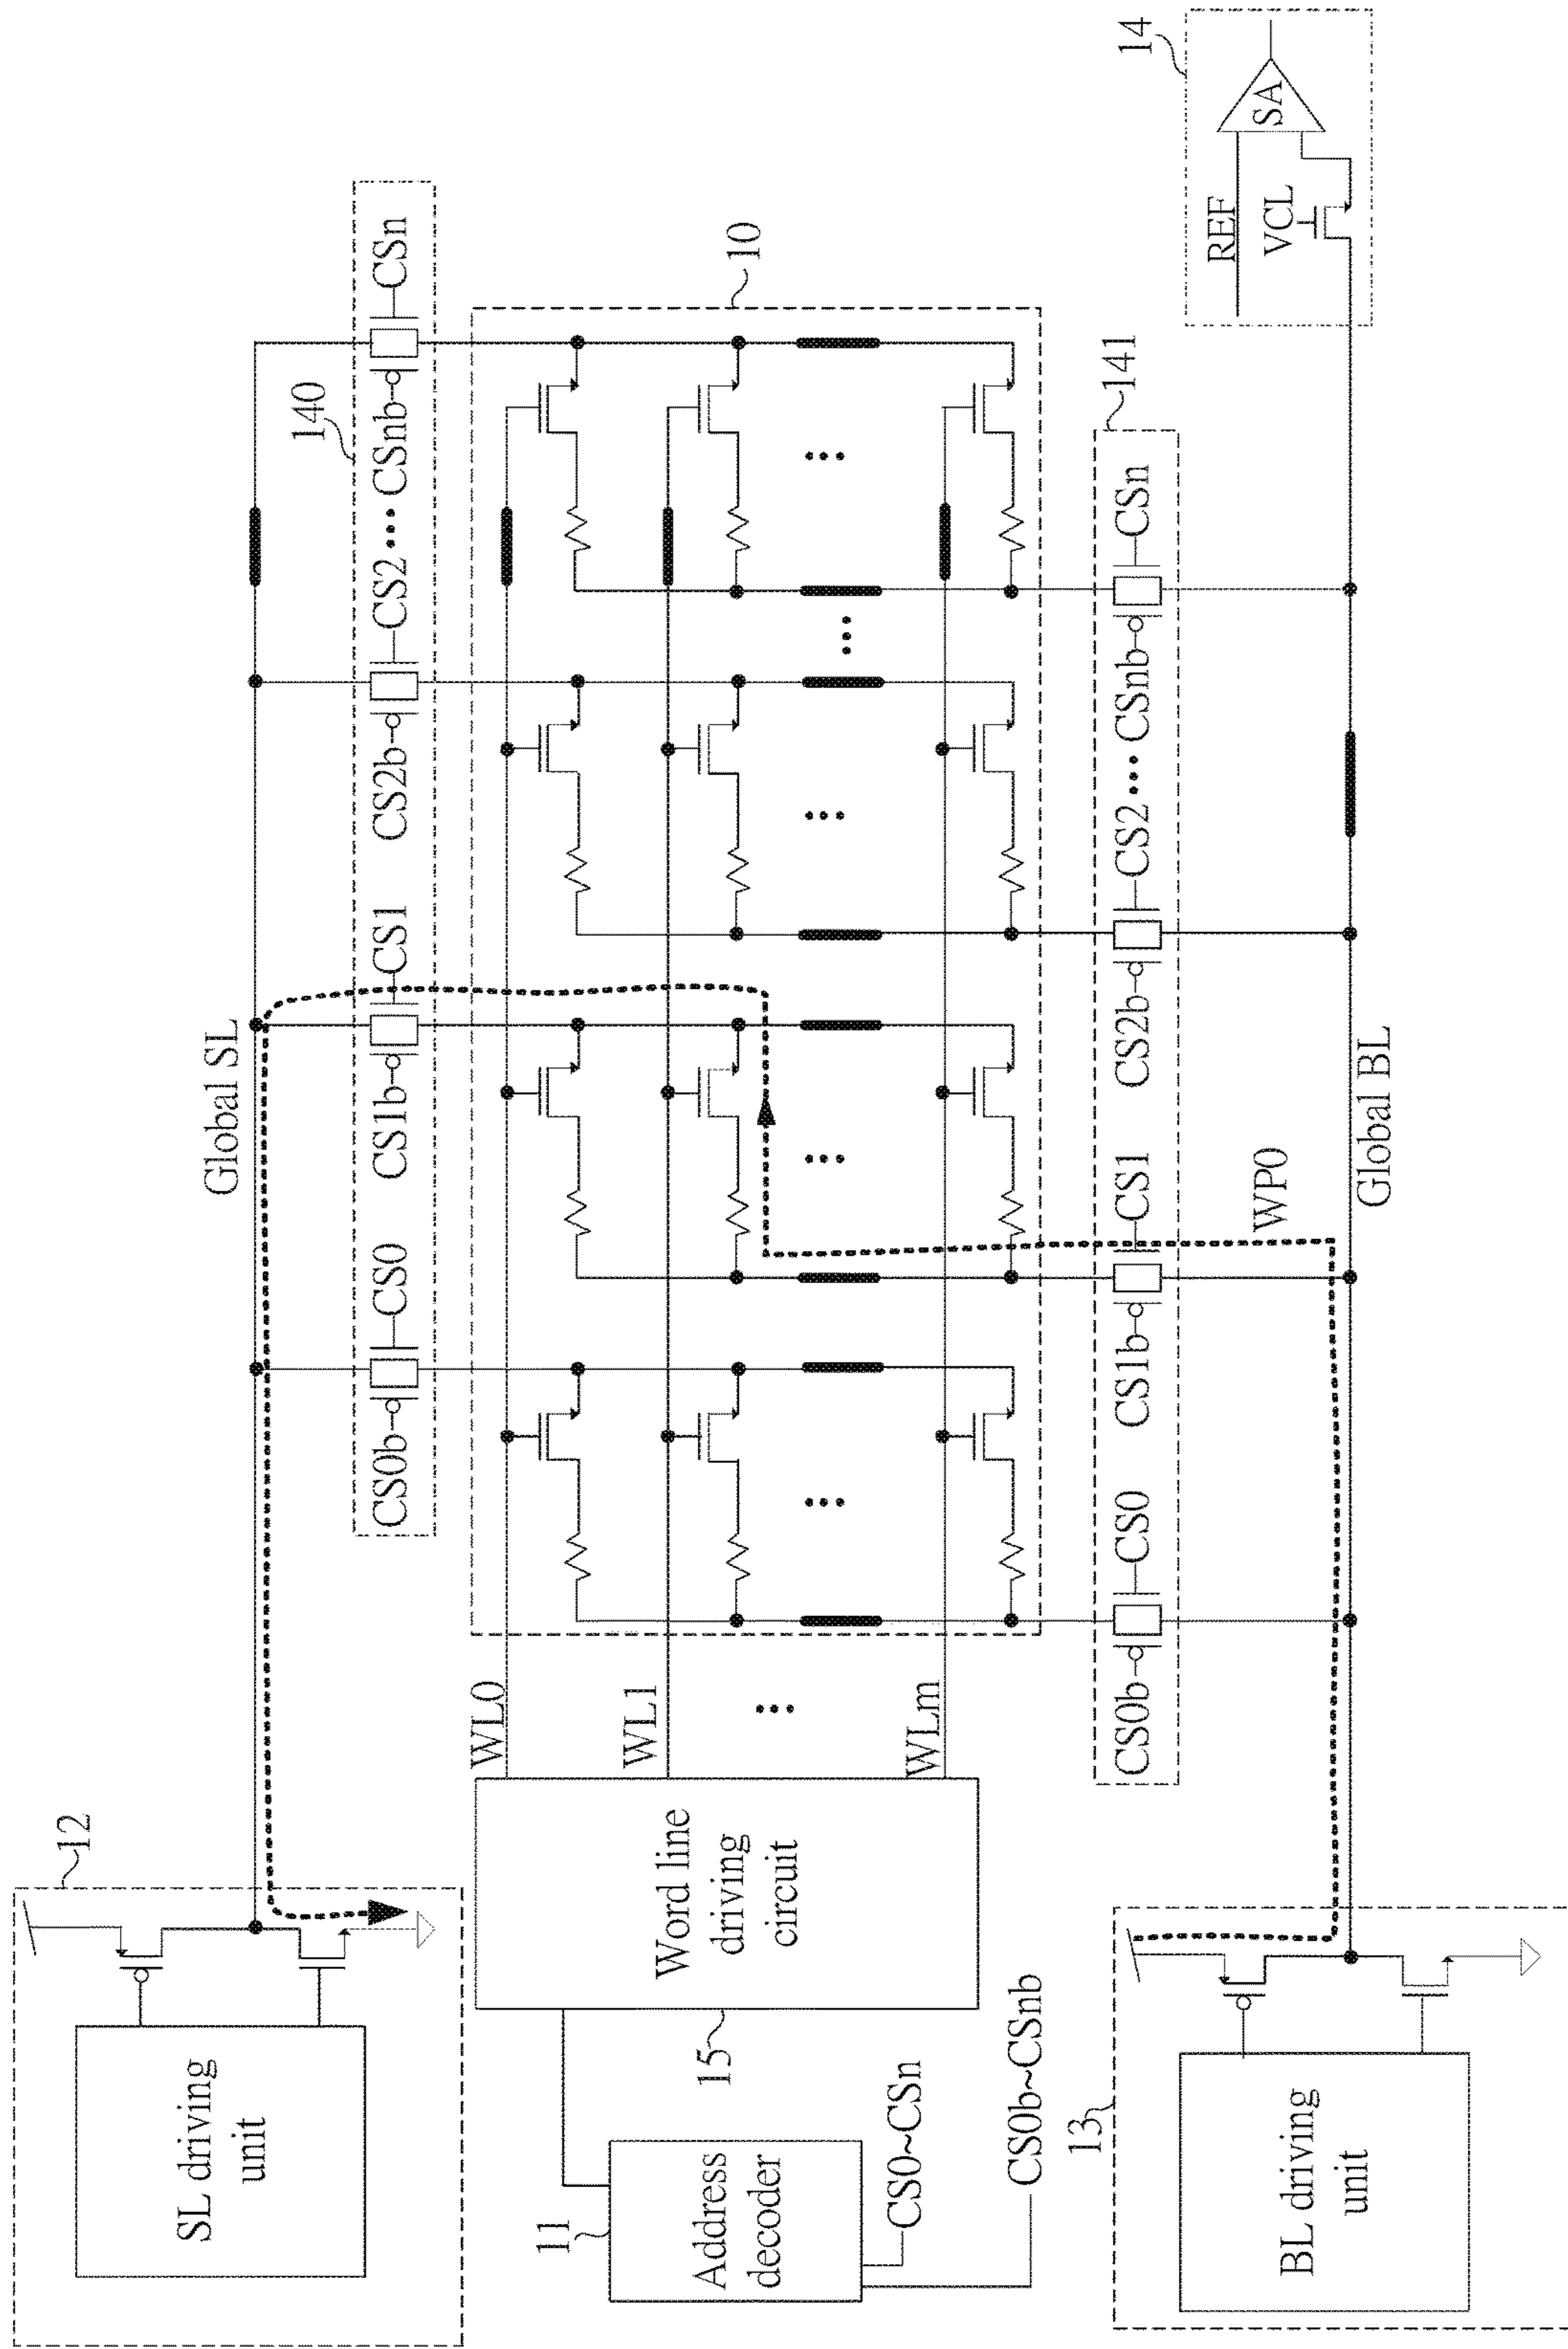 12
SL driving
unit
Global SL
140
CS0b
CS0
CS1b
CS1
CS2b
CS2
CSnb
CSn
10
WL0
WL1
WLm
Word line
driving
circuit
15
11
Address
decoder
CS0~CSn
CS0b~CSnb
141
CS0b
CS0
CS1b
CS1
CS2b
CS2
CSnb
CSn
WP0
Global BL
13
BL driving
unit
14
REF
VCL
SA